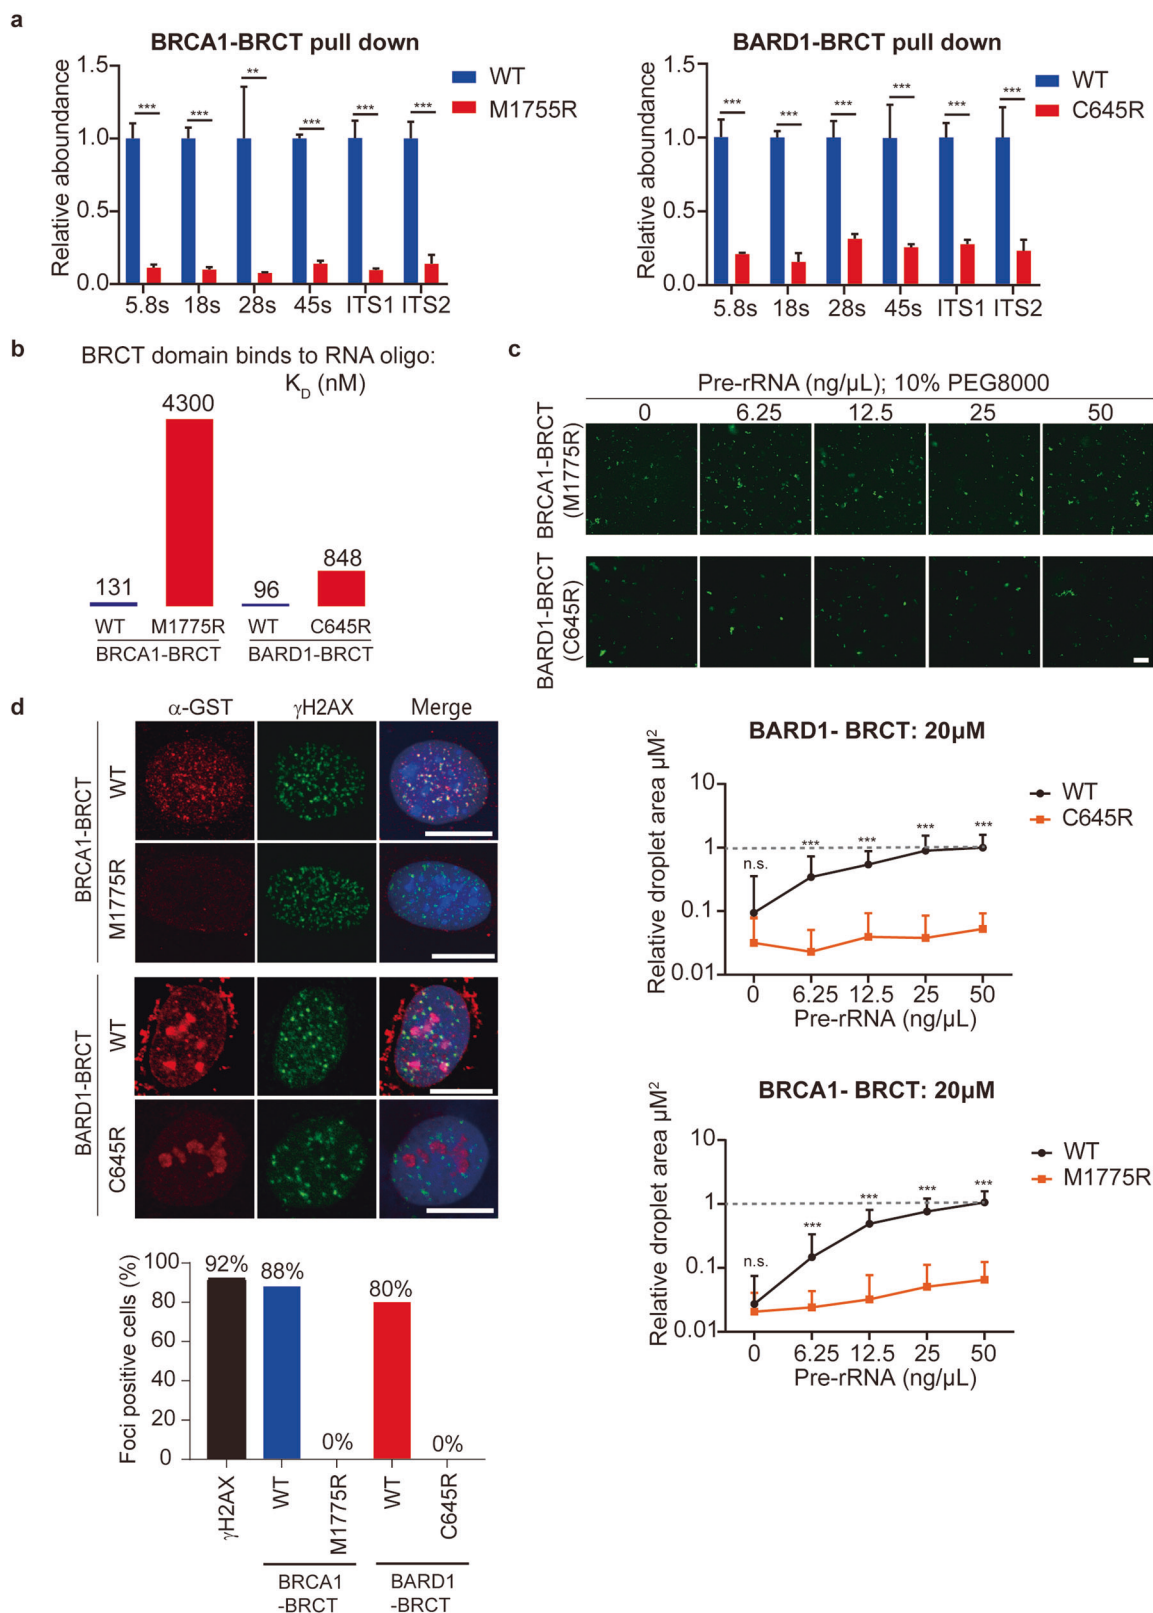 a
BRCA1-BRCT pull down
WT
M1755R
Relative aboundance
1.5
1.0
0.5
0.0
***
***
**
***
***
***
5.8s 18s 28s 45s ITS1 ITS2
BARD1-BRCT pull down
WT
C645R
Relative aboundance
1.5
1.0
0.5
0.0
***
***
***
***
***
***
5.8s 18s 28s 45s ITS1 ITS2
b
BRCT domain binds to RNA oligo:
K_D (nM)
4300
131
848
96
WT M1775R WT C645R
BRCA1-BRCT BARD1-BRCT
c
Pre-rRNA (ng/µL); 10% PEG8000
0 6.25 12.5 25 50
BRCA1-BRCT
(M1775R)
BARD1-BRCT
(C645R)
BARD1- BRCT: 20µM
WT
C645R
Relative droplet area µM²
10
1
0.1
0.01
n.s. *** *** *** ***
0 6.25 12.5 25 50
Pre-rRNA (ng/µL)
BRCA1- BRCT: 20µM
WT
M1775R
Relative droplet area µM²
10
1
0.1
0.01
n.s. *** *** *** ***
0 6.25 12.5 25 50
Pre-rRNA (ng/µL)
d
α-GST γH2AX Merge
BRCA1-BRCT
WT
M1775R
BARD1-BRCT
WT
C645R
Foci positive cells (%)
100
80
60
40
20
0
92% 88% 0% 80% 0%
γH2AX WT M1775R WT C645R
BRCA1
-BRCT
BARD1
-BRCT